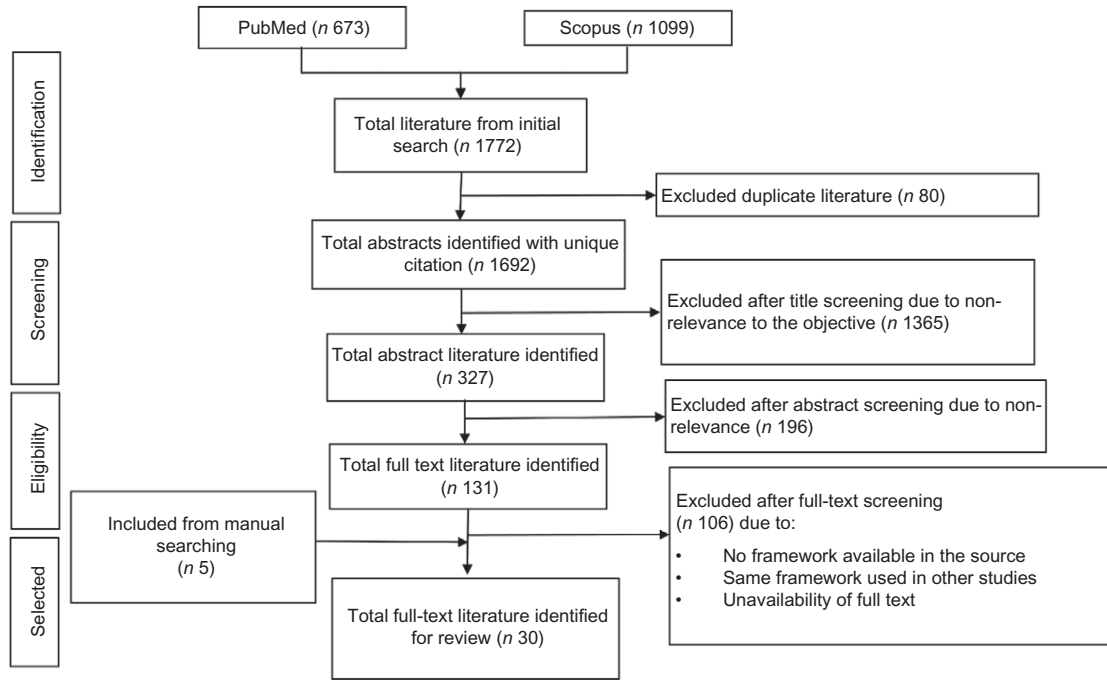 PubMed (n 673)
Scopus (n 1099)
Identification
Total literature from initial
search (n 1772)
Excluded duplicate literature (n 80)
Screening
Total abstracts identified with unique
citation (n 1692)
Excluded after title screening due to non-
relevance to the objective (n 1365)
Total abstract literature identified
(n 327)
Eligibility
Excluded after abstract screening due to non-
relevance (n 196)
Total full text literature identified
(n 131)
Included from manual
searching
(n 5)
Excluded after full-text screening
(n 106) due to:
• No framework available in the source
• Same framework used in other studies
• Unavailability of full text
Selected
Total full-text literature identified
for review (n 30)